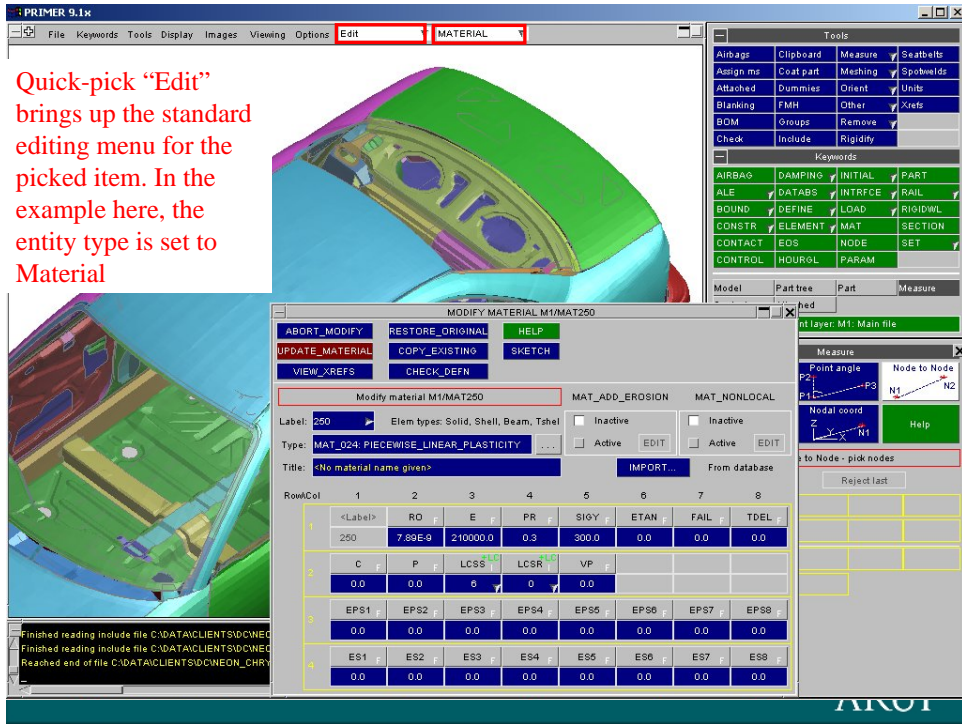 PRIMER 9.1x
File Keywords Tools Display Images Viewing Options Edit MATERIAL
Quick-pick “Edit”
brings up the standard
editing menu for the
picked item. In the
example here, the
entity type is set to
Material
Tools
Airbags Clipboard Measure Seatbelts
Assign ms Coat part Meshing Spotwelds
Attached Dummies Orient Units
Blanking FMH Other Xrefs
BOM Groups Remove
Check Include Rigidify
Keywords
AIRBAG DAMPING INITIAL PART
ALE DATABS INTRFCE RAIL
BOUND DEFINE LOAD RIGIDWL
CONSTR ELEMENT MAT SECTION
CONTACT EOS NODE SET
CONTROL HOURGL PARAM
Model Part tree Part Measure
nt layer: M1: Main file
Measure
Point angle Node to Node
P2 P3 P1 N1 N2
Nodal coord Help
Z Y X N1
e to Node - pick nodes
Reject last
MODIFY MATERIAL M1/MAT250
ABORT_MODIFY RESTORE_ORIGINAL HELP
UPDATE_MATERIAL COPY_EXISTING SKETCH
VIEW_XREFS CHECK_DEFN
Modify material M1/MAT250 MAT_ADD_EROSION MAT_NONLOCAL
Label: 250 Elem types: Solid, Shell, Beam, Tshel Inactive Inactive
Type: MAT_024: PIECEWISE_LINEAR_PLASTICITY ... Active EDIT Active EDIT
Title: <No material name given> IMPORT... From database
Row\Col 1 2 3 4 5 6 7 8
1 <Label> RO F E F PR F SIGY F ETAN F FAIL F TDEL F
250 7.89E-9 210000.0 0.3 300.0 0.0 0.0 0.0
2 C F P F LCSS +LC I LCSR +LC I VP F
0.0 0.0 6 0 0.0
3 EPS1 F EPS2 F EPS3 F EPS4 F EPS5 F EPS6 F EPS7 F EPS8 F
0.0 0.0 0.0 0.0 0.0 0.0 0.0 0.0
4 ES1 F ES2 F ES3 F ES4 F ES5 F ES6 F ES7 F ES8 F
0.0 0.0 0.0 0.0 0.0 0.0 0.0 0.0
Finished reading include file C:\DATA\CLIENTS\DC\NEO
Finished reading include file C:\DATA\CLIENTS\DC\NEO
Reached end of file C:\DATA\CLIENTS\DC\NEON_CHRY
ARUP